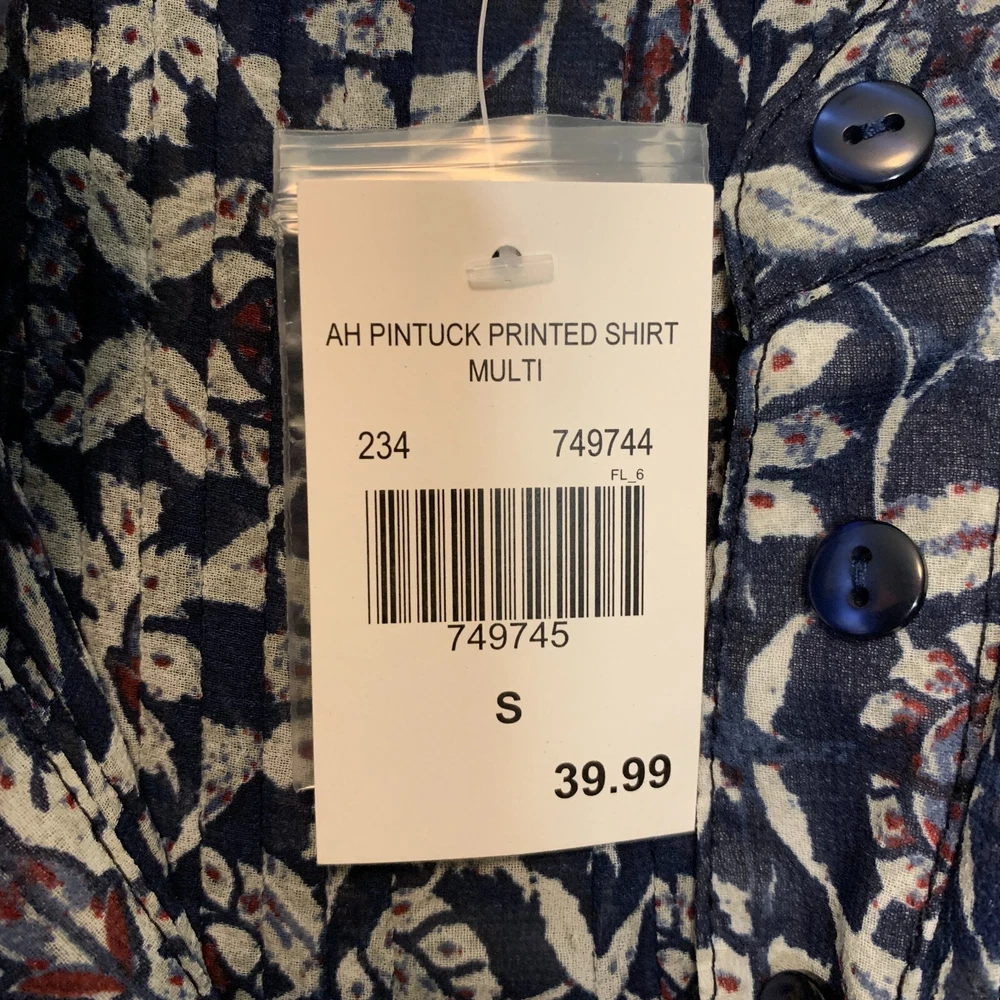 AH PINTUCK PRINTED SHIRT
MULTI
234 749744
FL_6
749745
S
39.99